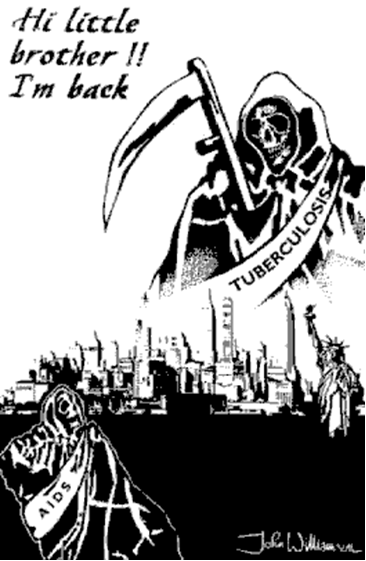 Hi little
brother !!
I'm back
TUBERCULOSIS
AIDS
John Williamson